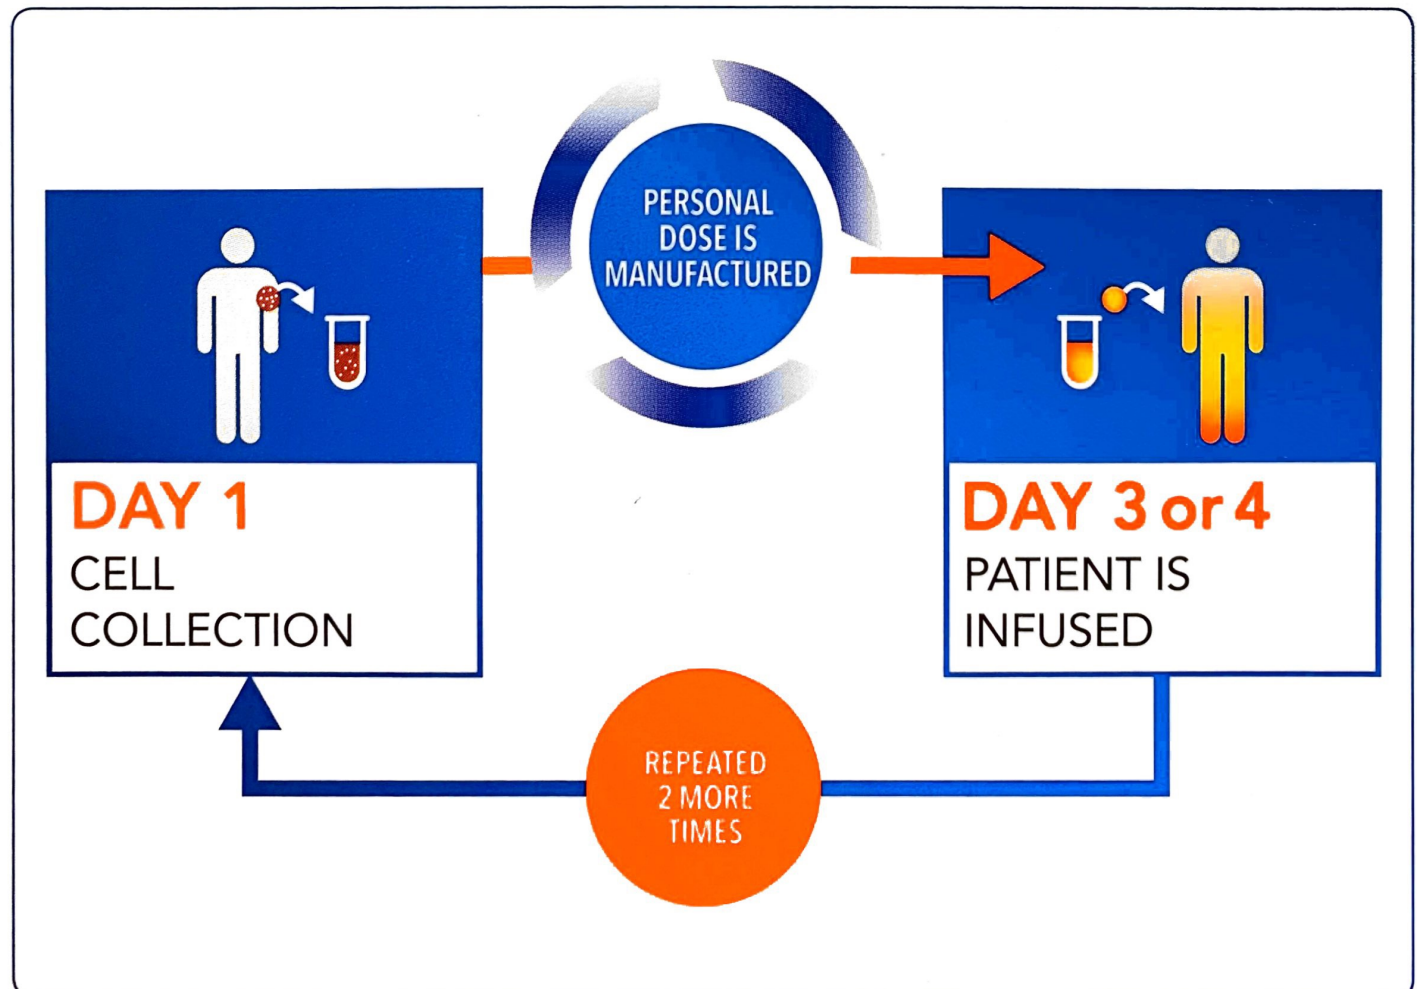 PERSONAL
DOSE IS
MANUFACTURED
DAY 1
CELL
COLLECTION
DAY 3 or 4
PATIENT IS
INFUSED
REPEATED
2 MORE
TIMES